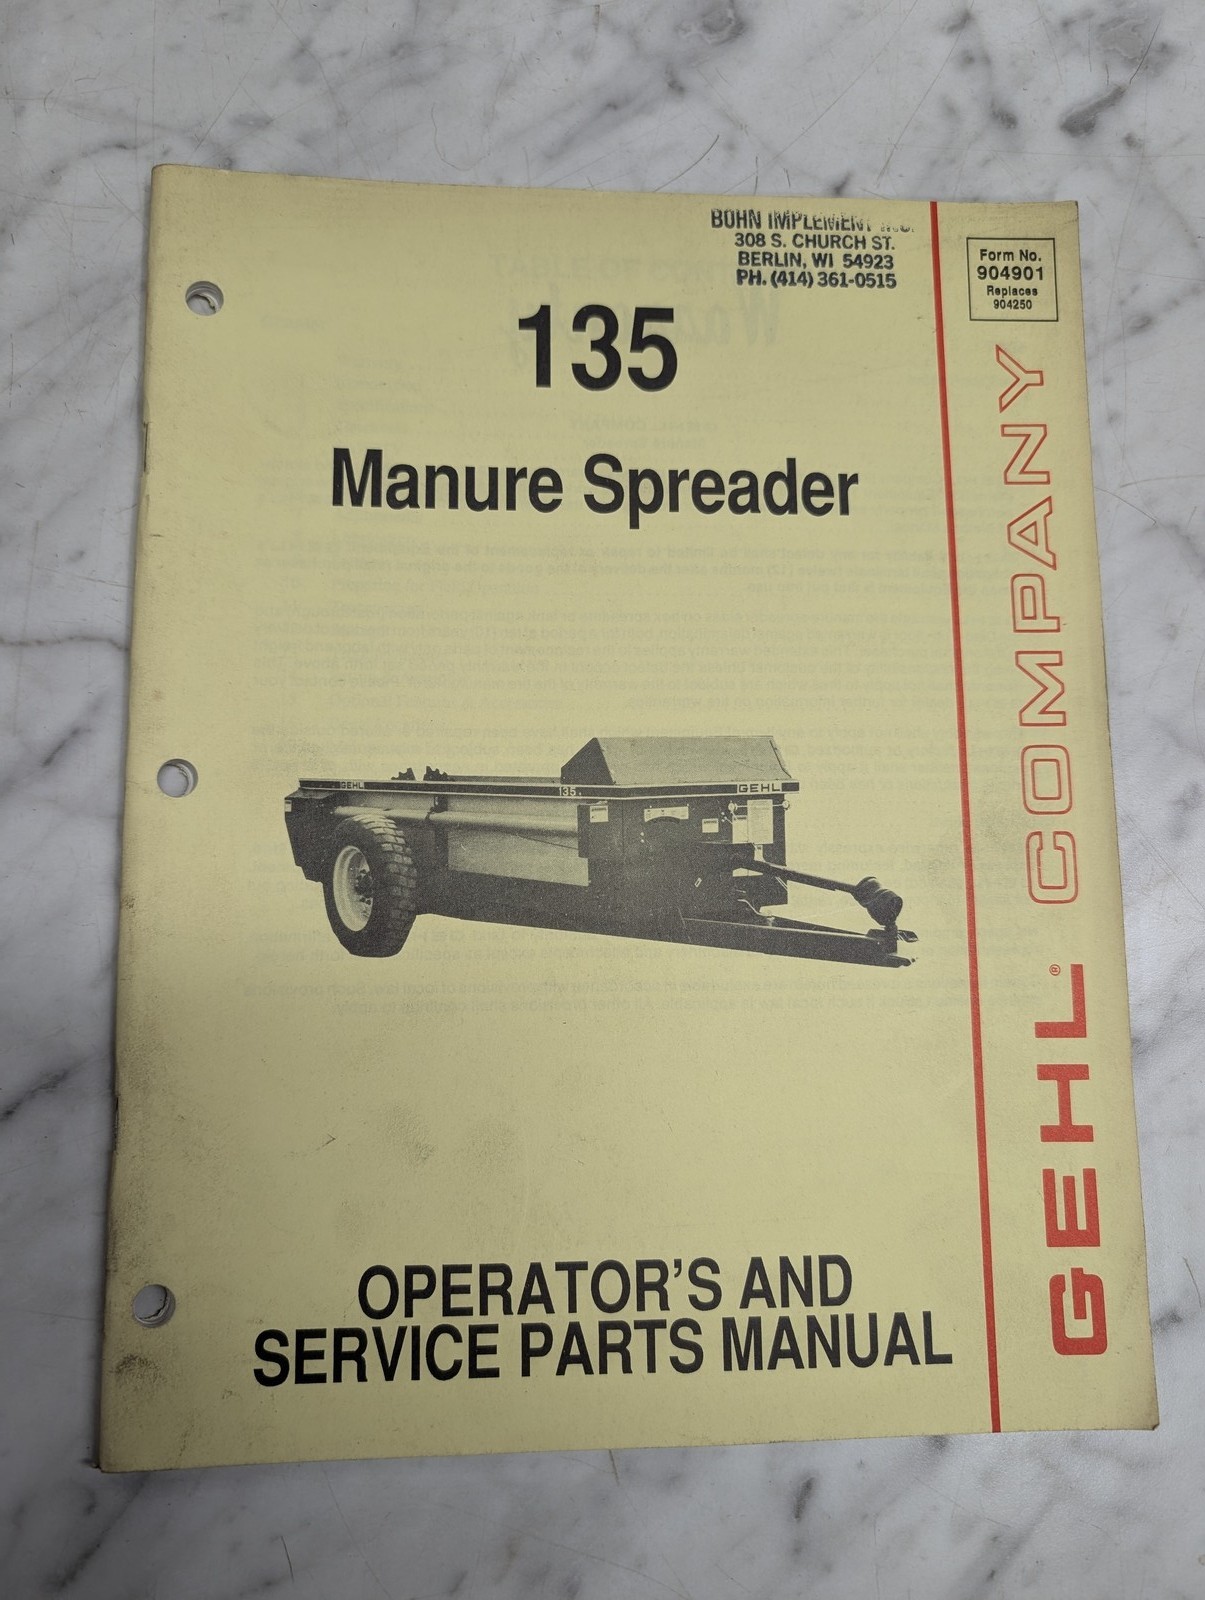 BOHN IMPLEMENT
308 S. CHURCH ST.
BERLIN, WI 54923
PH. (414) 361-0515
Form No.
904901
Replaces
904250
135
Manure Spreader
GEHL
135
GEHL
OPERATOR'S AND
SERVICE PARTS MANUAL
GEHL® COMPANY